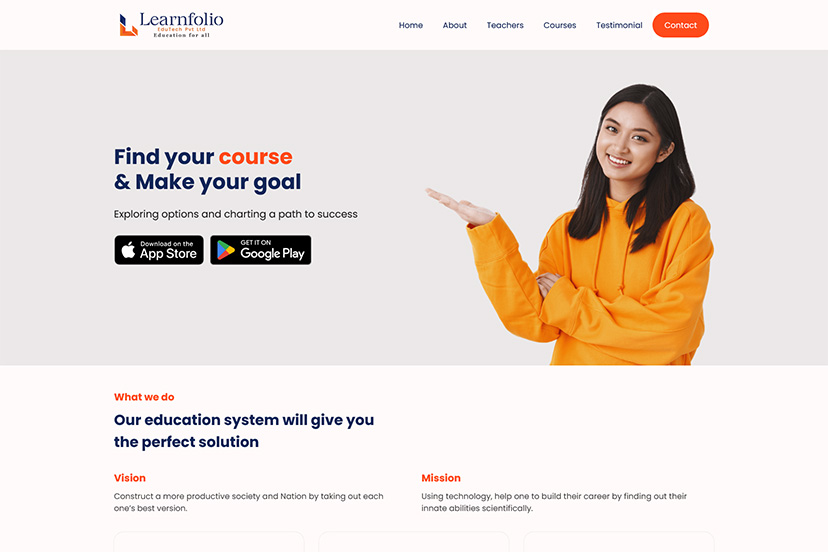 Learnfolio
EduTech Pvt Ltd
Education for all
Home About Teachers Courses Testimonial Contact
Find your course
& Make your goal
Exploring options and charting a path to success
Download on the
App Store
GET IT ON
Google Play
What we do
Our education system will give you
the perfect solution
Vision
Construct a more productive society and Nation by taking out each
one's best version.
Mission
Using technology, help one to build their career by finding out their
innate abilities scientifically.